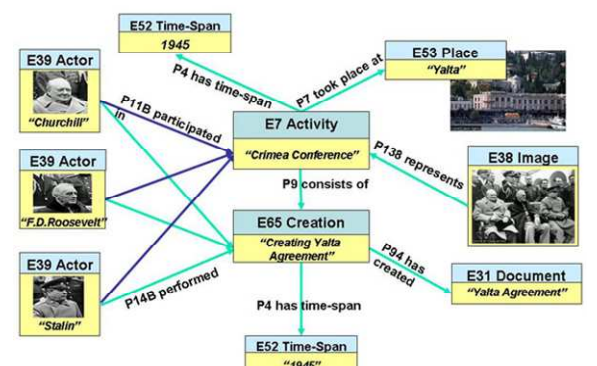 E52 Time-Span
1945
E39 Actor
"Churchill"
P4 has time-span
P7 took place at
E53 Place
"Yalta"
P11B participated
in
E7 Activity
"Crimea Conference"
P138 represents
E38 Image
E39 Actor
"F.D.Roosevelt"
P9 consists of
E65 Creation
"Creating Yalta
Agreement"
P94 has
created
E31 Document
"Yalta Agreement"
E39 Actor
"Stalin"
P14B performed
P4 has time-span
E52 Time-Span
"1945"